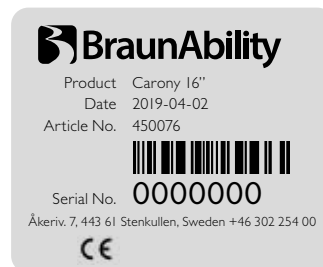 BraunAbility
Product Carony 16”
Date 2019-04-02
Article No. 450076
Serial No. 0000000
Åkeriv. 7, 443 61 Stenkullen, Sweden +46 302 254 00
CE